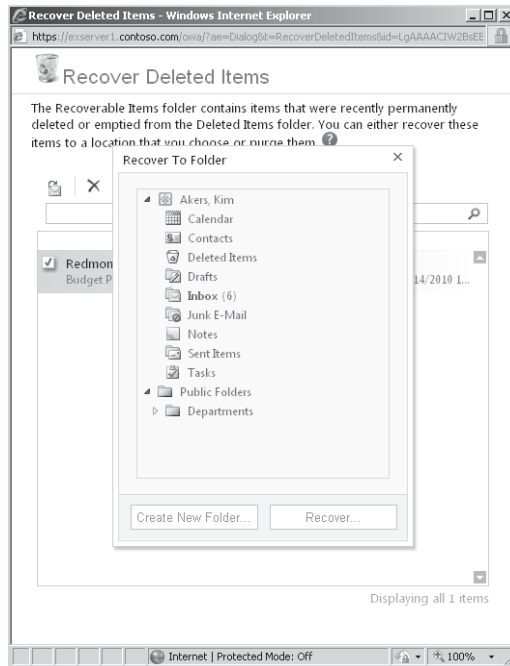 Recover Deleted Items - Windows Internet Explorer
https://exserver1.contoso.com/owa/?ae=Dialog&t=RecoverDeletedItems&id=LgAAAACIW2BsEE
Recover Deleted Items
The Recoverable Items folder contains items that were recently permanently
deleted or emptied from the Deleted Items folder. You can either recover these
items to a location that you choose or purge them.
Recover To Folder
Akers, Kim
Calendar
Contacts
Deleted Items
Drafts
Inbox (6)
Junk E-Mail
Notes
Sent Items
Tasks
Public Folders
Departments
Redmon
Budget P
14/2010 1...
Create New Folder...
Recover...
Displaying all 1 items
Internet | Protected Mode: Off
100%